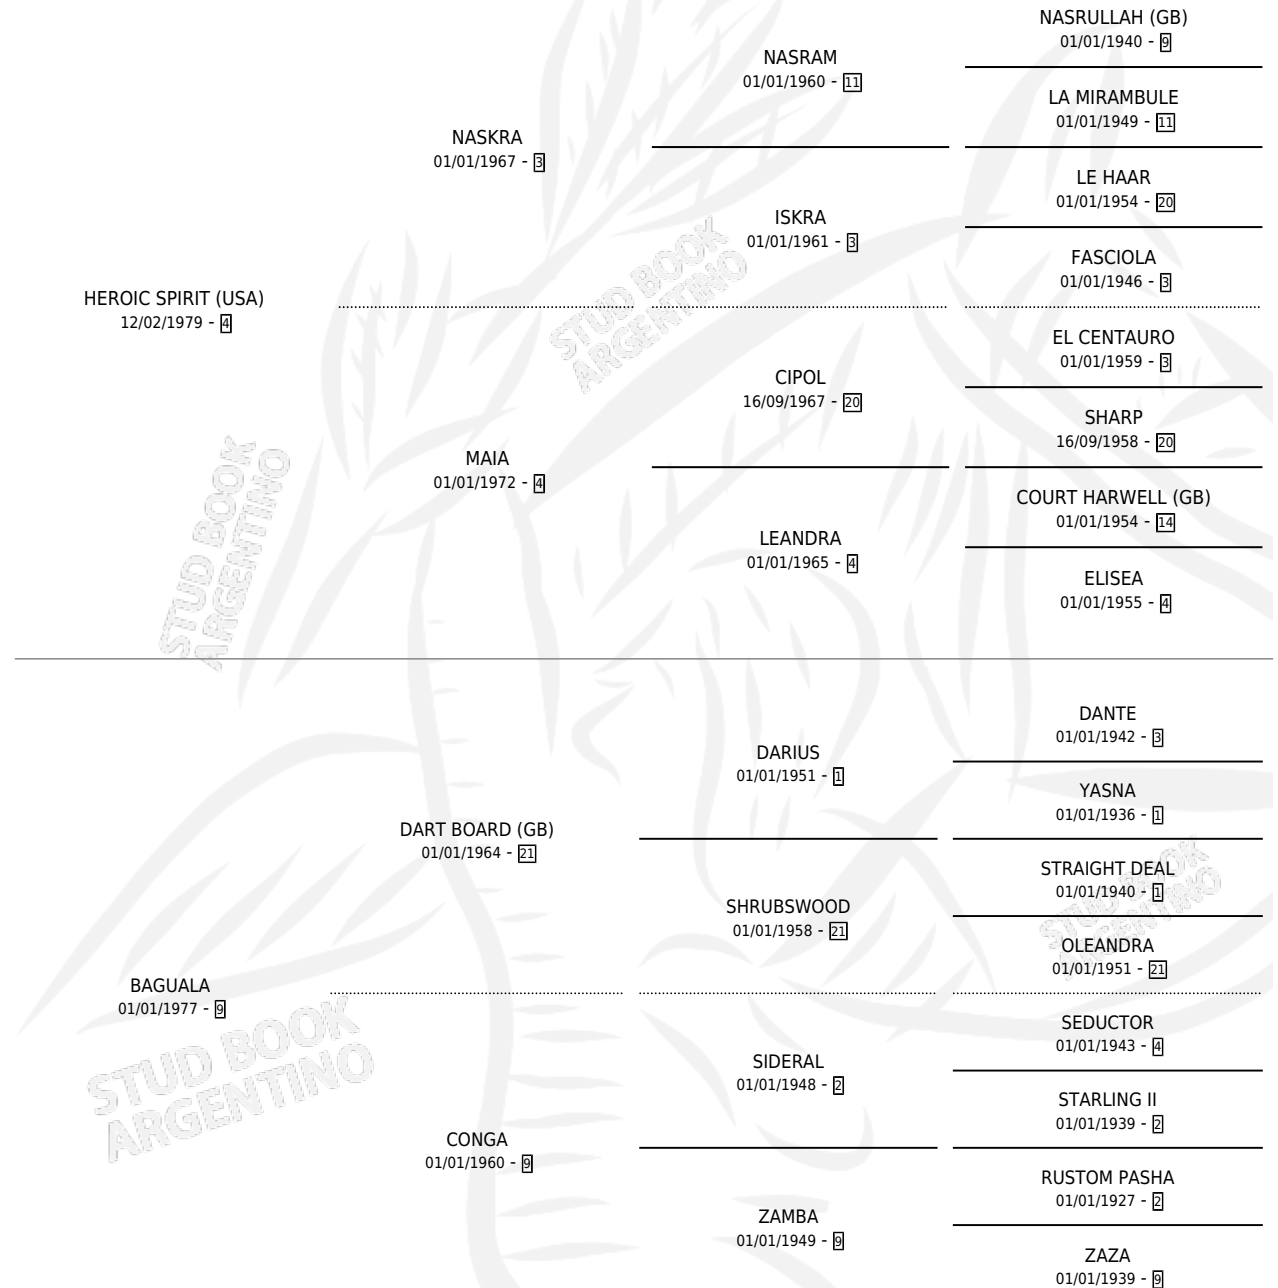 NASRULLAH (GB)
01/01/1940 - 9
NASRAM
01/01/1960 - 11
LA MIRAMBULE
01/01/1949 - 11
NASKRA
01/01/1967 - 3
LE HAAR
01/01/1954 - 20
ISKRA
01/01/1961 - 3
FASCIOLA
01/01/1946 - 3
HEROIC SPIRIT (USA)
12/02/1979 - 4
EL CENTAURO
01/01/1959 - 3
CIPOL
16/09/1967 - 20
SHARP
16/09/1958 - 20
MAIA
01/01/1972 - 4
COURT HARWELL (GB)
01/01/1954 - 14
LEANDRA
01/01/1965 - 4
ELISEA
01/01/1955 - 4
DANTE
01/01/1942 - 3
DARIUS
01/01/1951 - 1
YASNA
01/01/1936 - 1
DART BOARD (GB)
01/01/1964 - 21
STRAIGHT DEAL
01/01/1940 - 1
SHRUBSWOOD
01/01/1958 - 21
OLEANDRA
01/01/1951 - 21
BAGUALA
01/01/1977 - 9
SEDUCTOR
01/01/1943 - 4
SIDERAL
01/01/1948 - 2
STARLING II
01/01/1939 - 2
CONGA
01/01/1960 - 9
RUSTOM PASHA
01/01/1927 - 2
ZAMBA
01/01/1949 - 9
ZAZA
01/01/1939 - 9
STUD BOOK
ARGENTINO
STUD BOOK
ARGENTINO
STUD BOOK
ARGENTINO
STUD BOOK
ARGENTINO